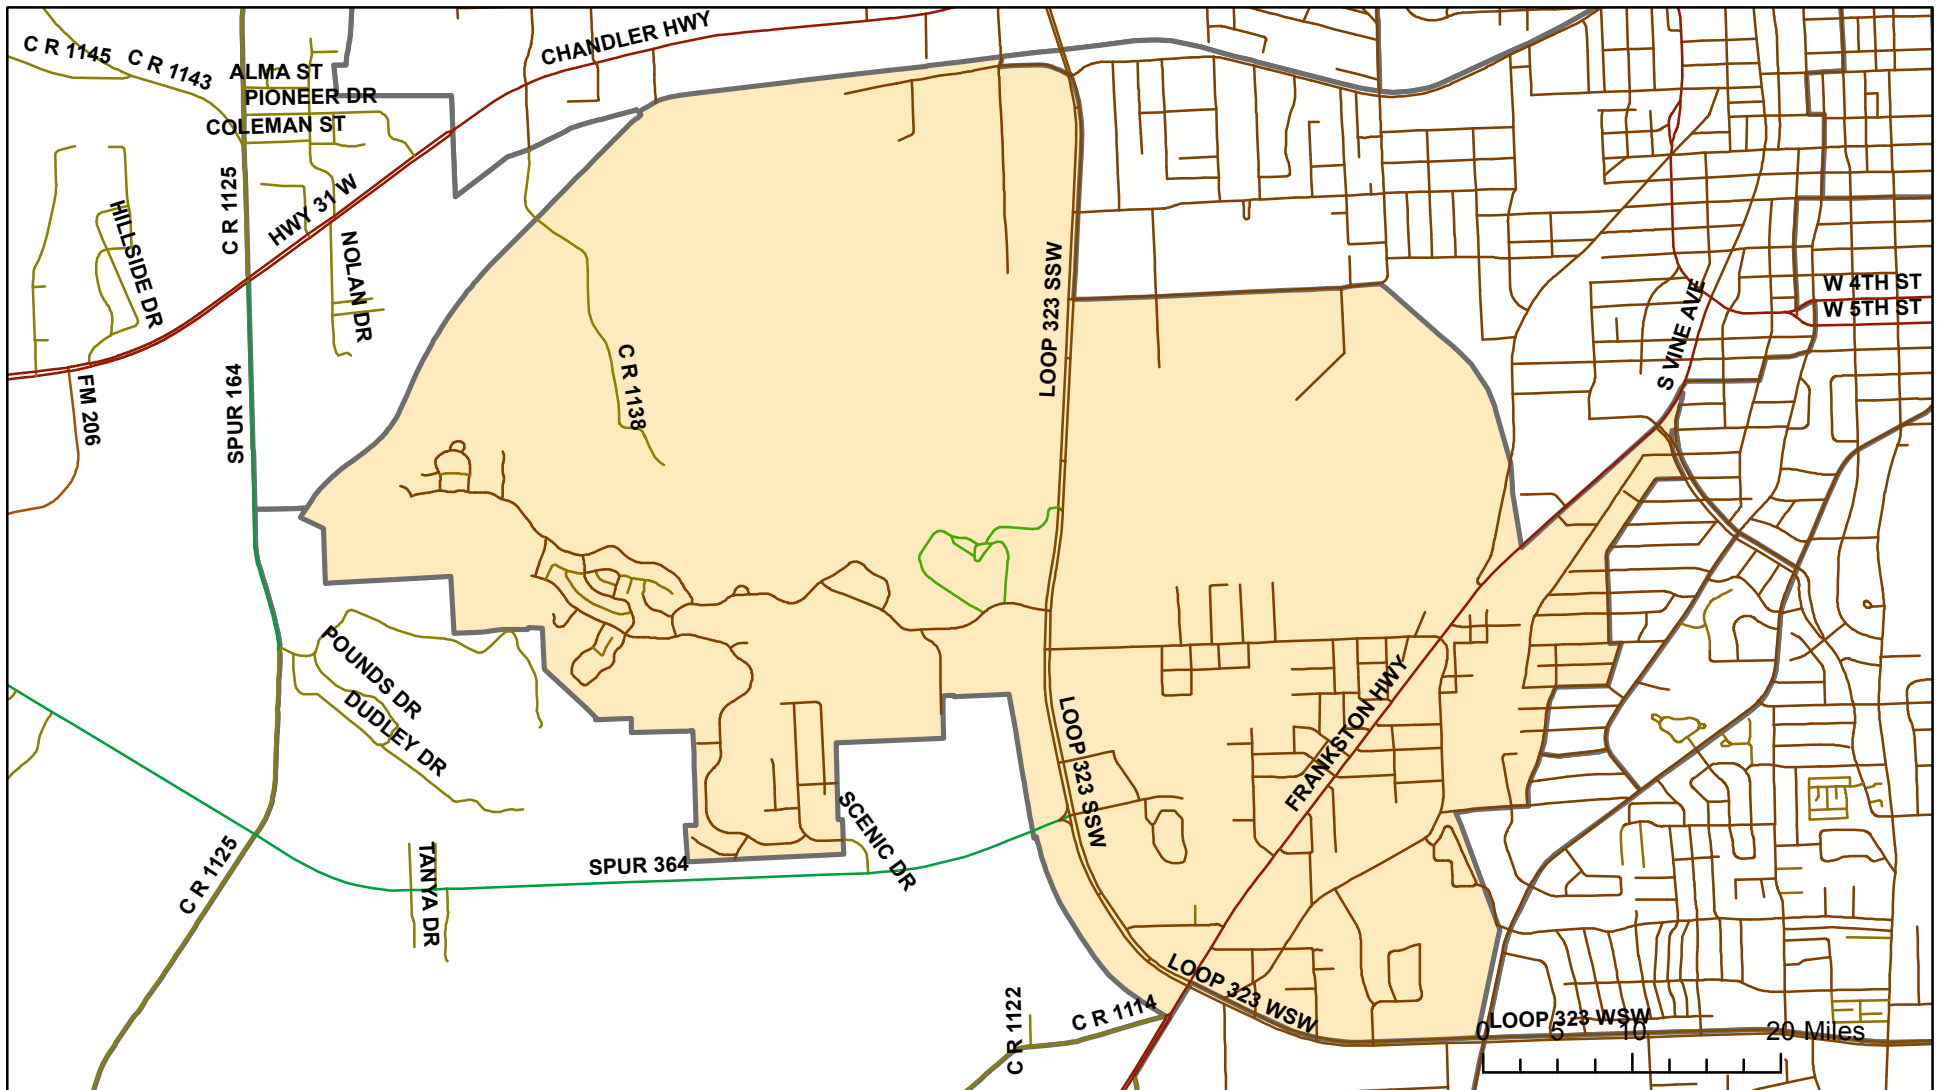 CHANDLER HWY
C R 1145
C R 1143
ALMA ST
PIONEER DR
COLEMAN ST
C R 1125
HWY 31 W
HILLSIDE DR
NOLAN DR
LOOP 323 SSW
W 4TH ST
W 5TH ST
S VINE AVE
C R 1138
FM 206
SPUR 164
POUNDS DR
DUDLEY DR
FRANKSTON HWY
LOOP 323 SSW
SCENIC DR
SPUR 364
C R 1125
TANYA DR
LOOP 323 WSW
C R 1122
C R 1114
LOOP 323 WSW
0 5 10 20 Miles